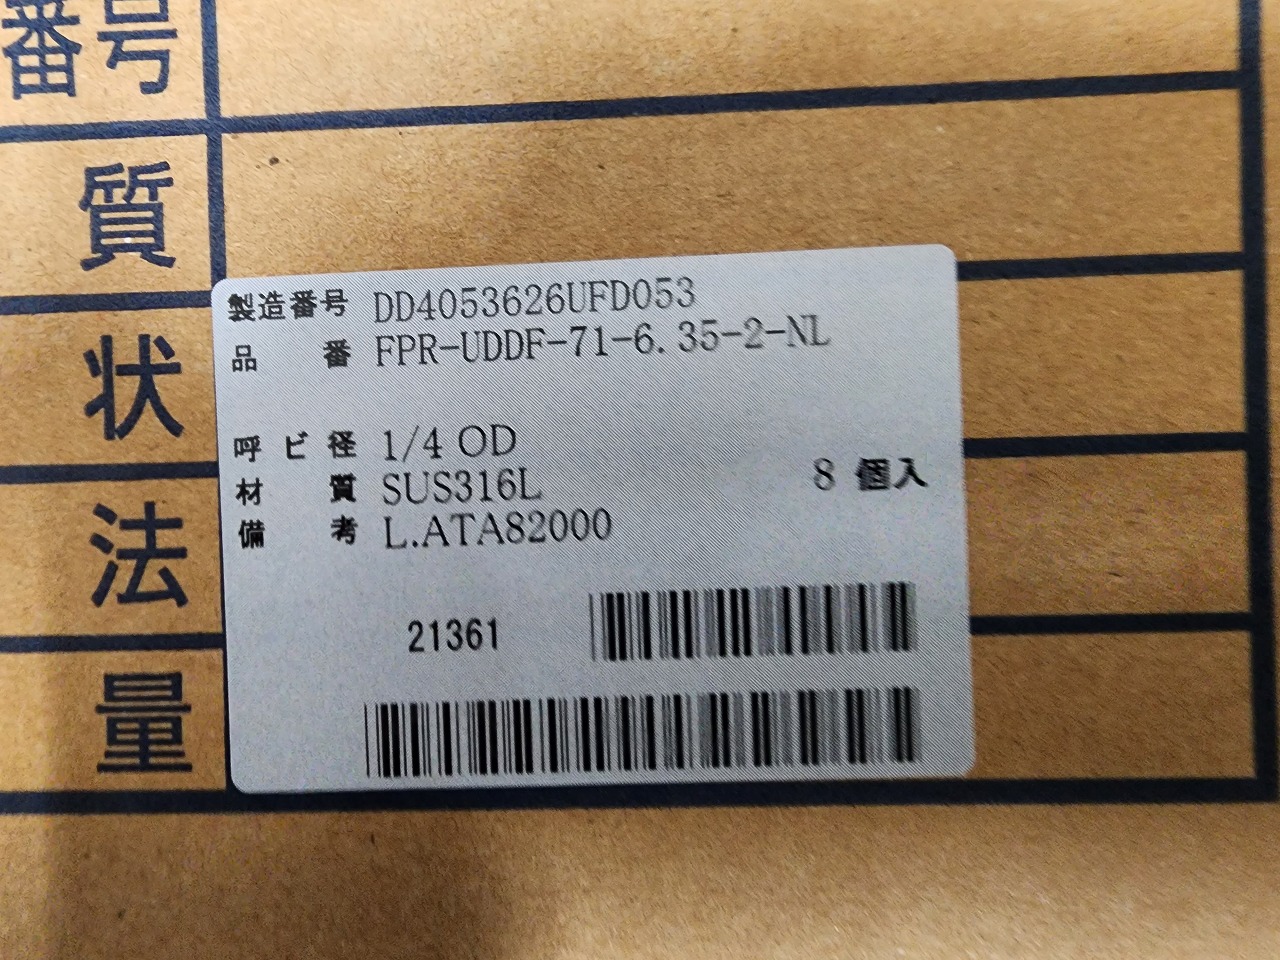 番号
質
状
法
量
製造番号 DD4053626UFD053
品番 FPR-UDDF-71-6.35-2-NL
呼ビ径 1/4 OD
材質 SUS316L 8 個入
備考 L.ATA82000
21361